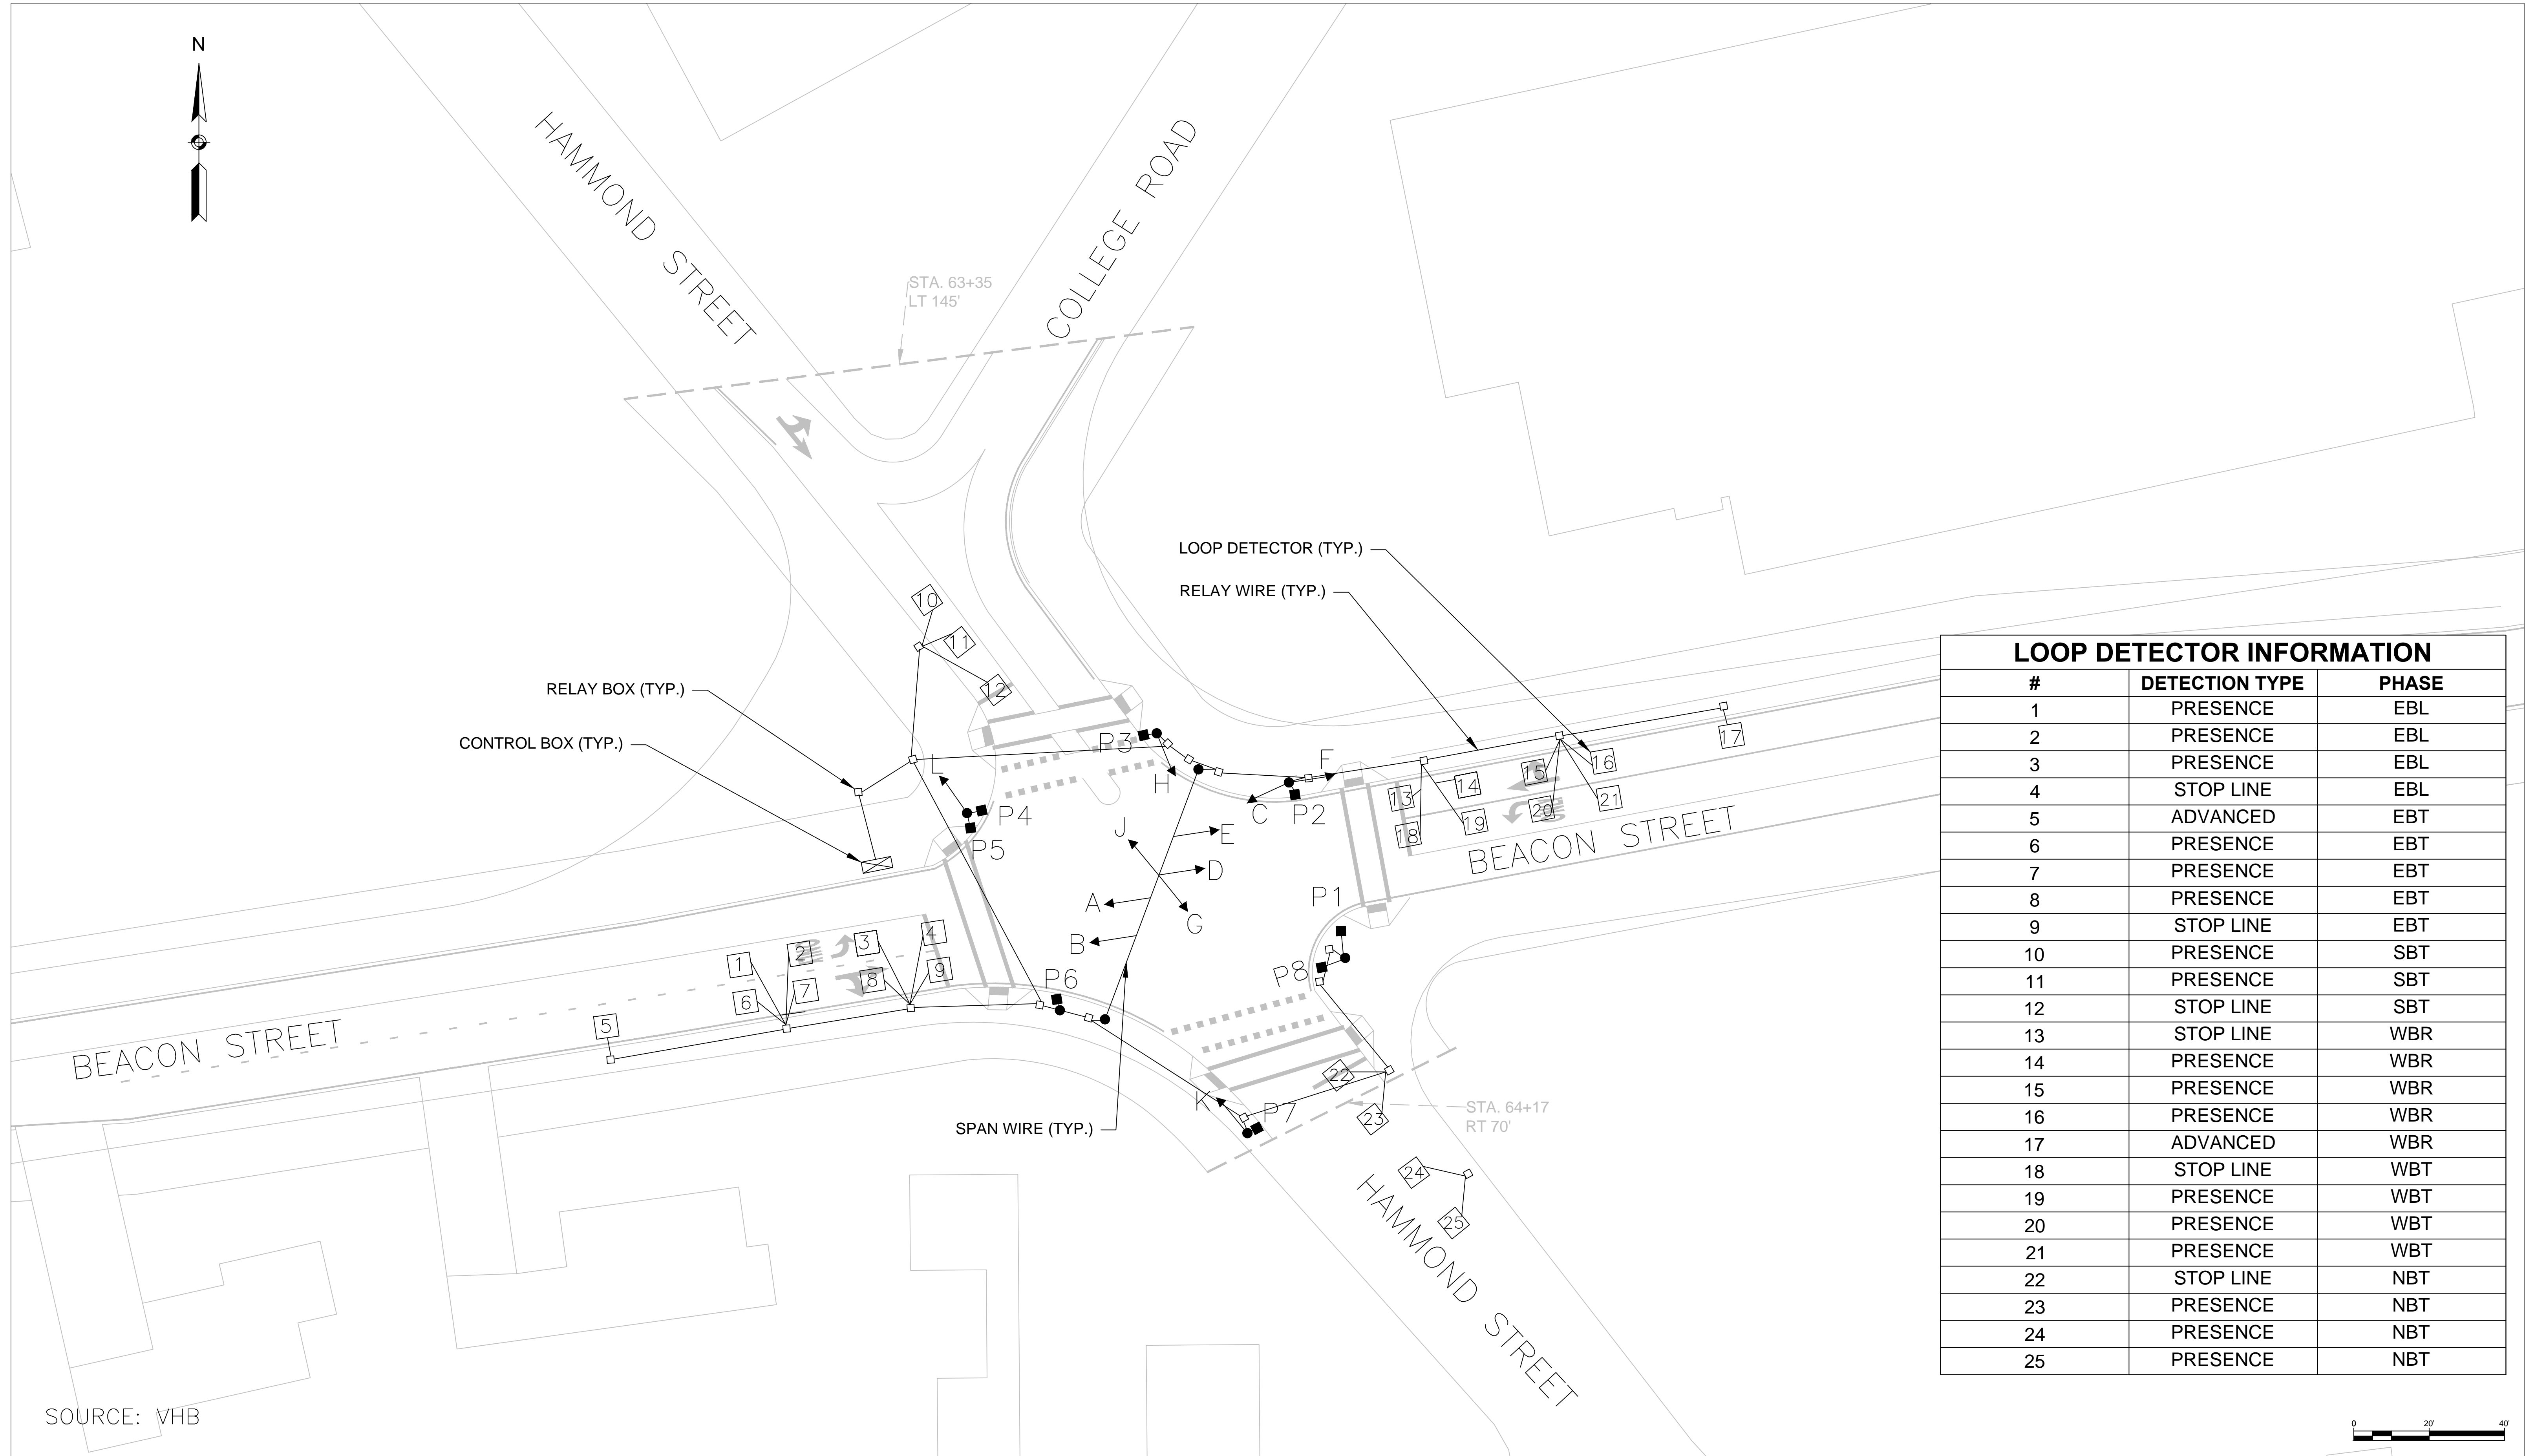 N
HAMMOND STREET
COLLEGE ROAD
STA. 63+35
LT 145'
LOOP DETECTOR (TYP.)
RELAY WIRE (TYP.)
RELAY BOX (TYP.)
CONTROL BOX (TYP.)
10
11
12
L
P3
H
F
C
P2
P4
P5
J
E
D
A
G
B
P1
P8
13
14
15
16
17
18
19
20
21
BEACON STREET
1
2
3
4
5
6
7
8
9
P6
BEACON STREET
SPAN WIRE (TYP.)
K
P7
22
23
STA. 64+17
RT 70'
24
25
HAMMOND STREET
LOOP DETECTOR INFORMATION
# DETECTION TYPE PHASE
1 PRESENCE EBL
2 PRESENCE EBL
3 PRESENCE EBL
4 STOP LINE EBL
5 ADVANCED EBT
6 PRESENCE EBT
7 PRESENCE EBT
8 PRESENCE EBT
9 STOP LINE EBT
10 PRESENCE SBT
11 PRESENCE SBT
12 STOP LINE SBT
13 STOP LINE WBR
14 PRESENCE WBR
15 PRESENCE WBR
16 PRESENCE WBR
17 ADVANCED WBR
18 STOP LINE WBT
19 PRESENCE WBT
20 PRESENCE WBT
21 PRESENCE WBT
22 STOP LINE NBT
23 PRESENCE NBT
24 PRESENCE NBT
25 PRESENCE NBT
SOURCE: VHB
0 20' 40'